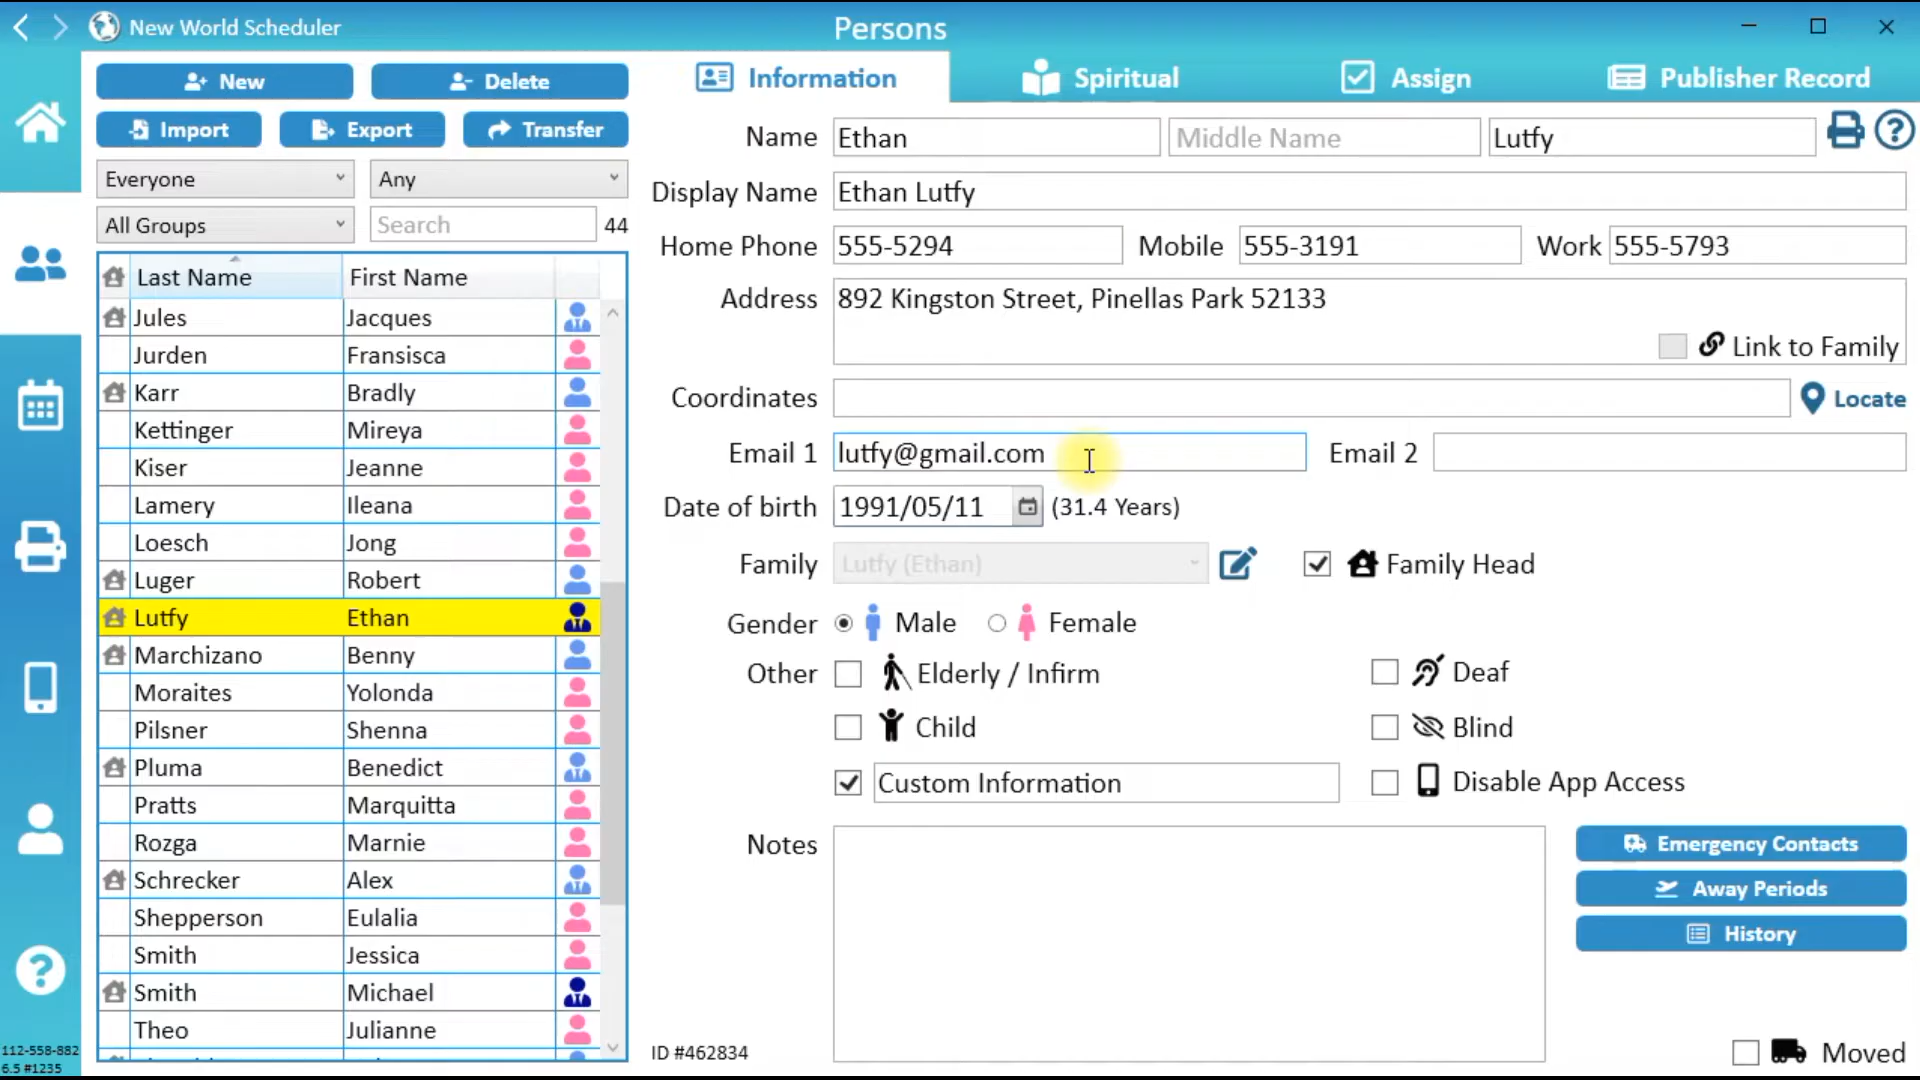 New World Scheduler
Persons
New
Delete
Import
Export
Transfer
Everyone
Any
All Groups
Search
44
Last Name First Name
Jules Jacques
Jurden Fransisca
Karr Bradly
Kettinger Mireya
Kiser Jeanne
Lamery Ileana
Loesch Jong
Luger Robert
Lutfy Ethan
Marchizano Benny
Moraites Yolonda
Pilsner Shenna
Pluma Benedict
Pratts Marquitta
Rozga Marnie
Schrecker Alex
Shepperson Eulalia
Smith Jessica
Smith Michael
Theo Julianne
112-558-882
6.5 #1235
Information
Spiritual
Assign
Publisher Record
Name Ethan Middle Name Lutfy
Display Name Ethan Lutfy
Home Phone 555-5294 Mobile 555-3191 Work 555-5793
Address 892 Kingston Street, Pinellas Park 52133
Link to Family
Coordinates Locate
Email 1 lutfy@gmail.com Email 2
Date of birth 1991/05/11 (31.4 Years)
Family Lutfy (Ethan) Family Head
Gender Male Female
Other Elderly / Infirm Deaf
Child Blind
Custom Information Disable App Access
Notes
Emergency Contacts
Away Periods
History
ID #462834
Moved